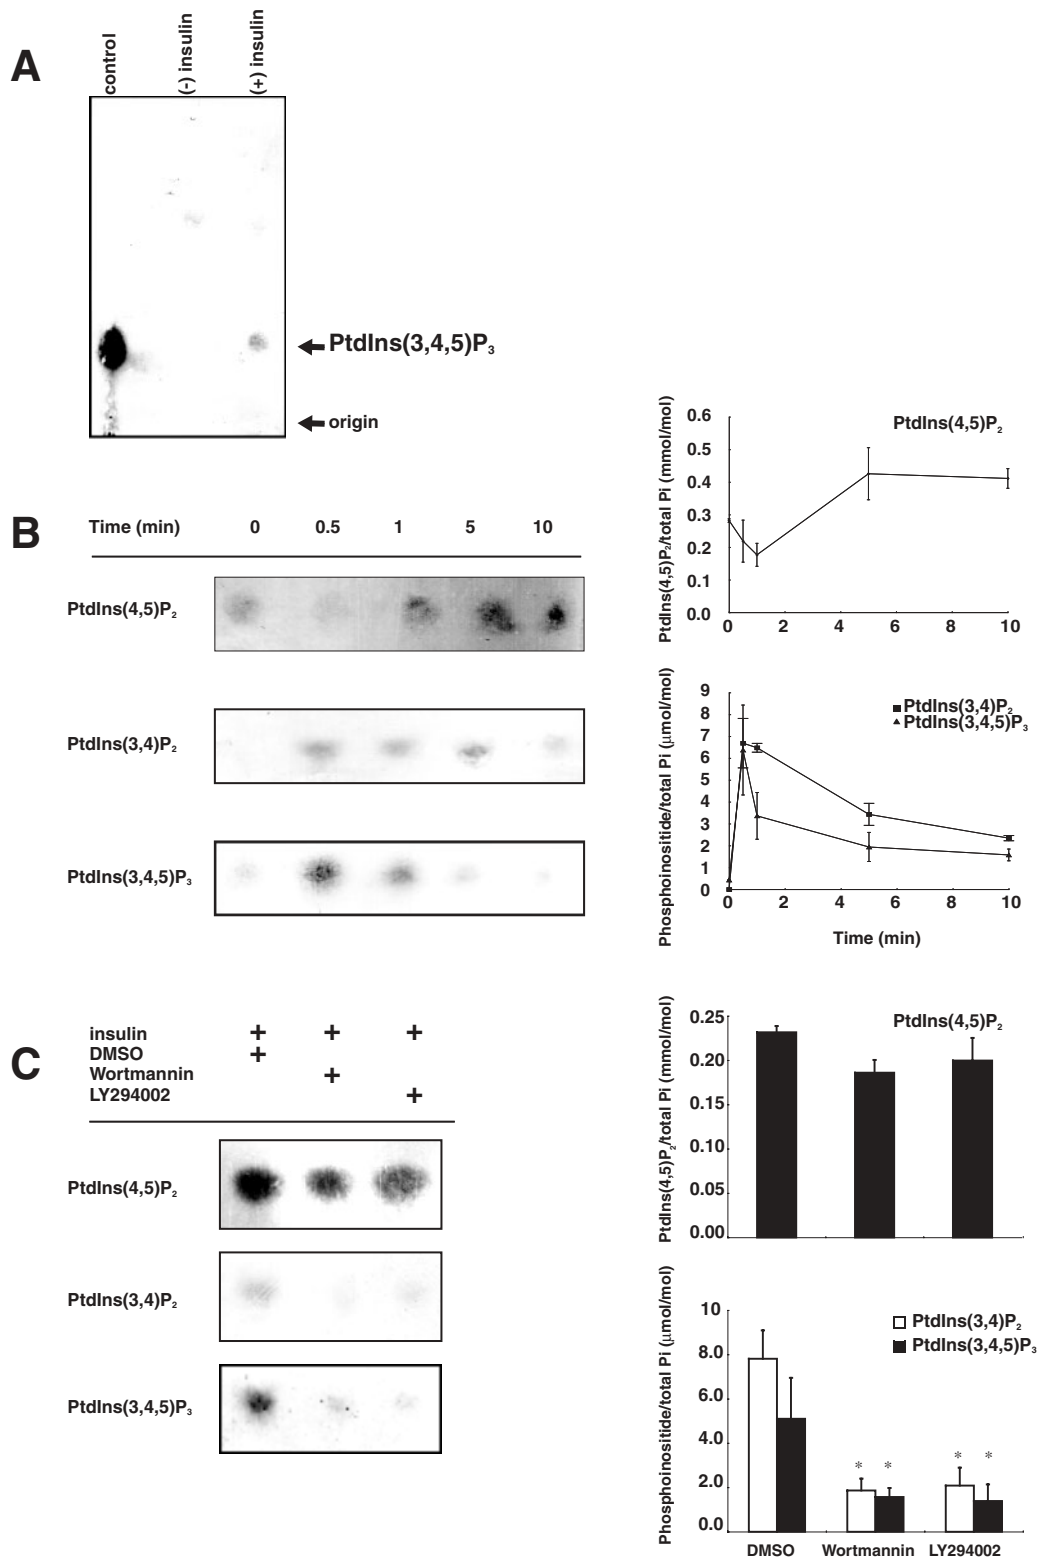 A
control
(-) insulin
(+) insulin
PtdIns(3,4,5)P3
origin
B
Time (min) 0 0.5 1 5 10
PtdIns(4,5)P2
PtdIns(3,4)P2
PtdIns(3,4,5)P3
PtdIns(4,5)P2/total Pi (mmol/mol)
PtdIns(4,5)P2
0.6
0.5
0.4
0.3
0.2
0.1
0.0
0 2 4 6 8 10
Phosphoinositide/total Pi (μmol/mol)
PtdIns(3,4)P2
PtdIns(3,4,5)P3
9
8
7
6
5
4
3
2
1
0
0 2 4 6 8 10
Time (min)
C
insulin + + +
DMSO +
Wortmannin +
LY294002 +
PtdIns(4,5)P2
PtdIns(3,4)P2
PtdIns(3,4,5)P3
PtdIns(4,5)P2/total Pi (mmol/mol)
PtdIns(4,5)P2
0.25
0.20
0.15
0.10
0.05
0.00
Phosphoinositide/total Pi (μmol/mol)
PtdIns(3,4)P2
PtdIns(3,4,5)P3
10
8.0
6.0
4.0
2.0
0.0
* * * *
DMSO Wortmannin LY294002